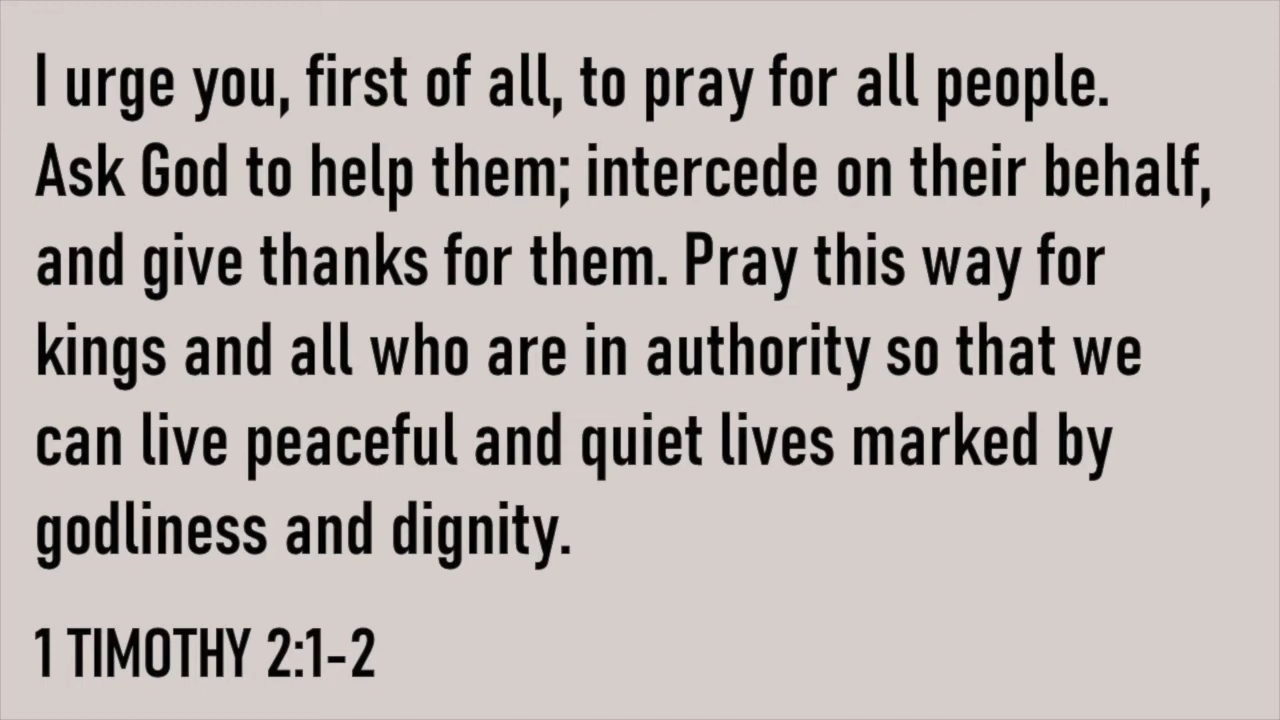 I urge you, first of all, to pray for all people.
Ask God to help them; intercede on their behalf,
and give thanks for them. Pray this way for
kings and all who are in authority so that we
can live peaceful and quiet lives marked by
godliness and dignity.
1 TIMOTHY 2:1-2